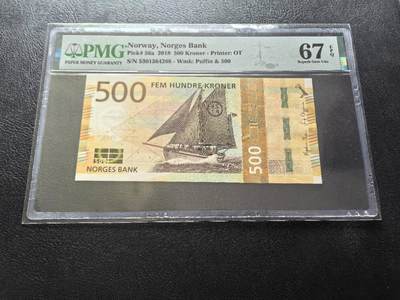 PMG
PAPER MONEY GUARANTY
Norway, Norges Bank
Pick# 56a 2018 500 Kroner - Printer: OT
S/N 5301364268 - Wmk: Puffin & 500
67 EPQ
Superb Gem Unc
500 FEM HUNDRE KRONER
500
NORGES BANK